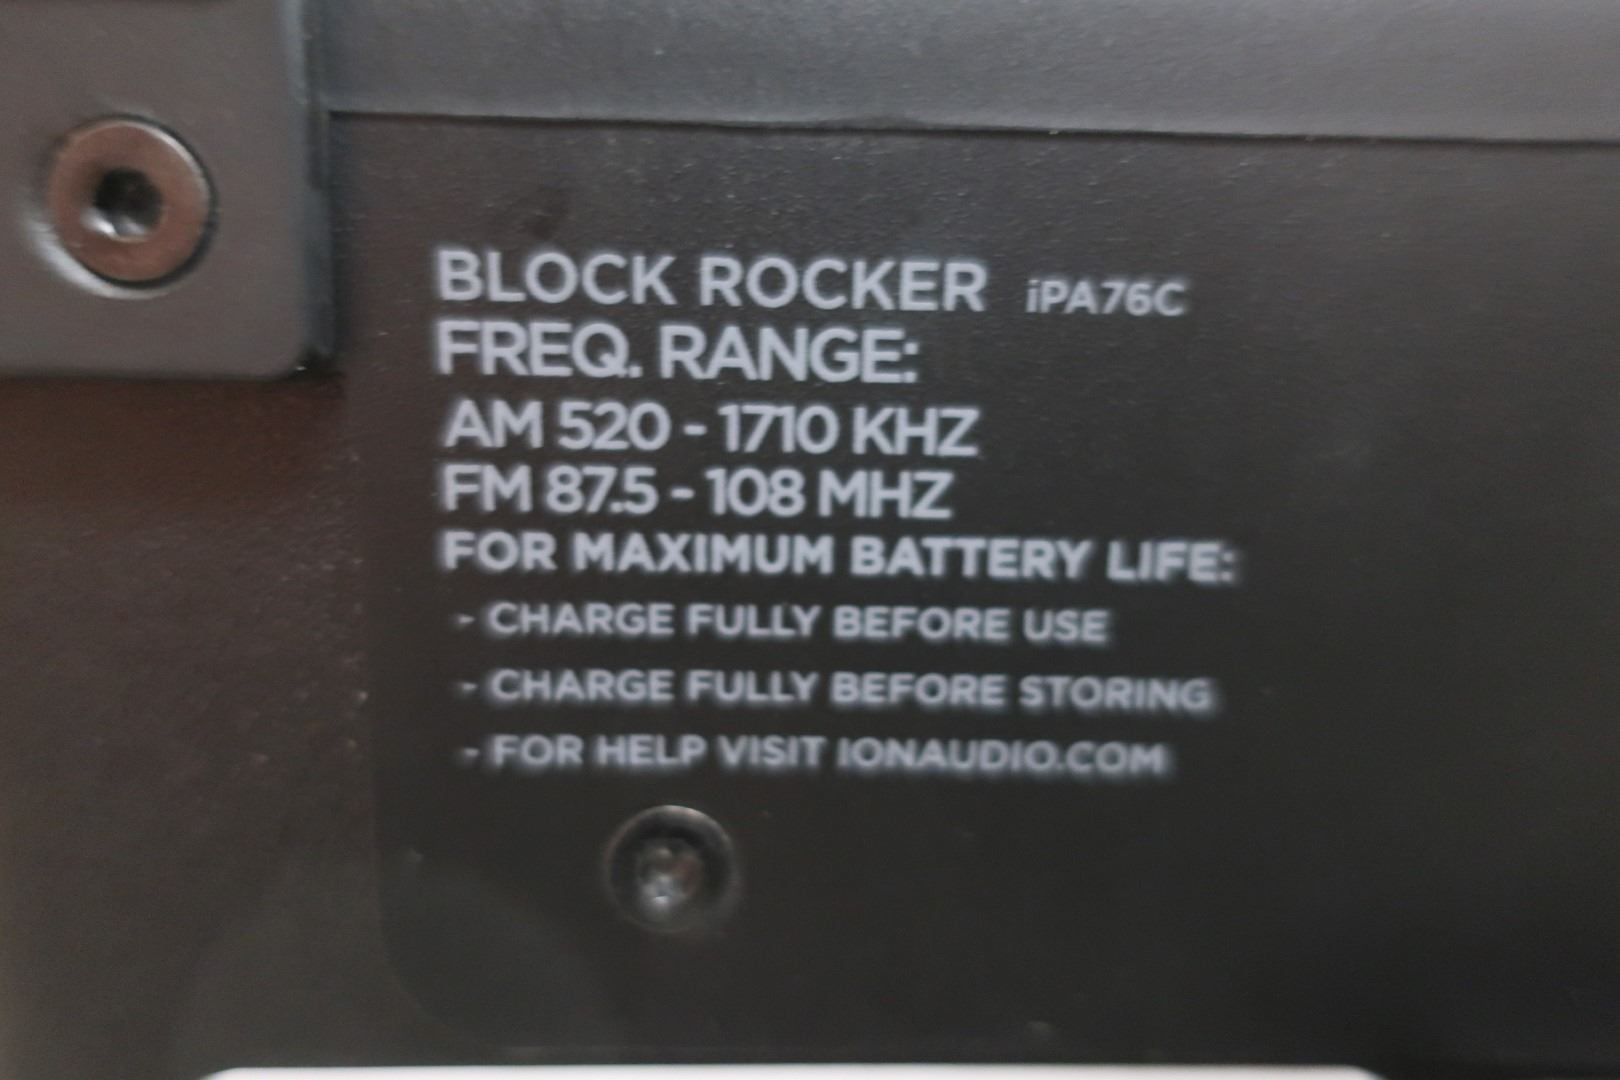 BLOCK ROCKER iPA76C
FREQ. RANGE:
AM 520 - 1710 KHZ
FM 87.5 - 108 MHZ
FOR MAXIMUM BATTERY LIFE:
- CHARGE FULLY BEFORE USE
- CHARGE FULLY BEFORE STORING
- FOR HELP VISIT IONAUDIO.COM